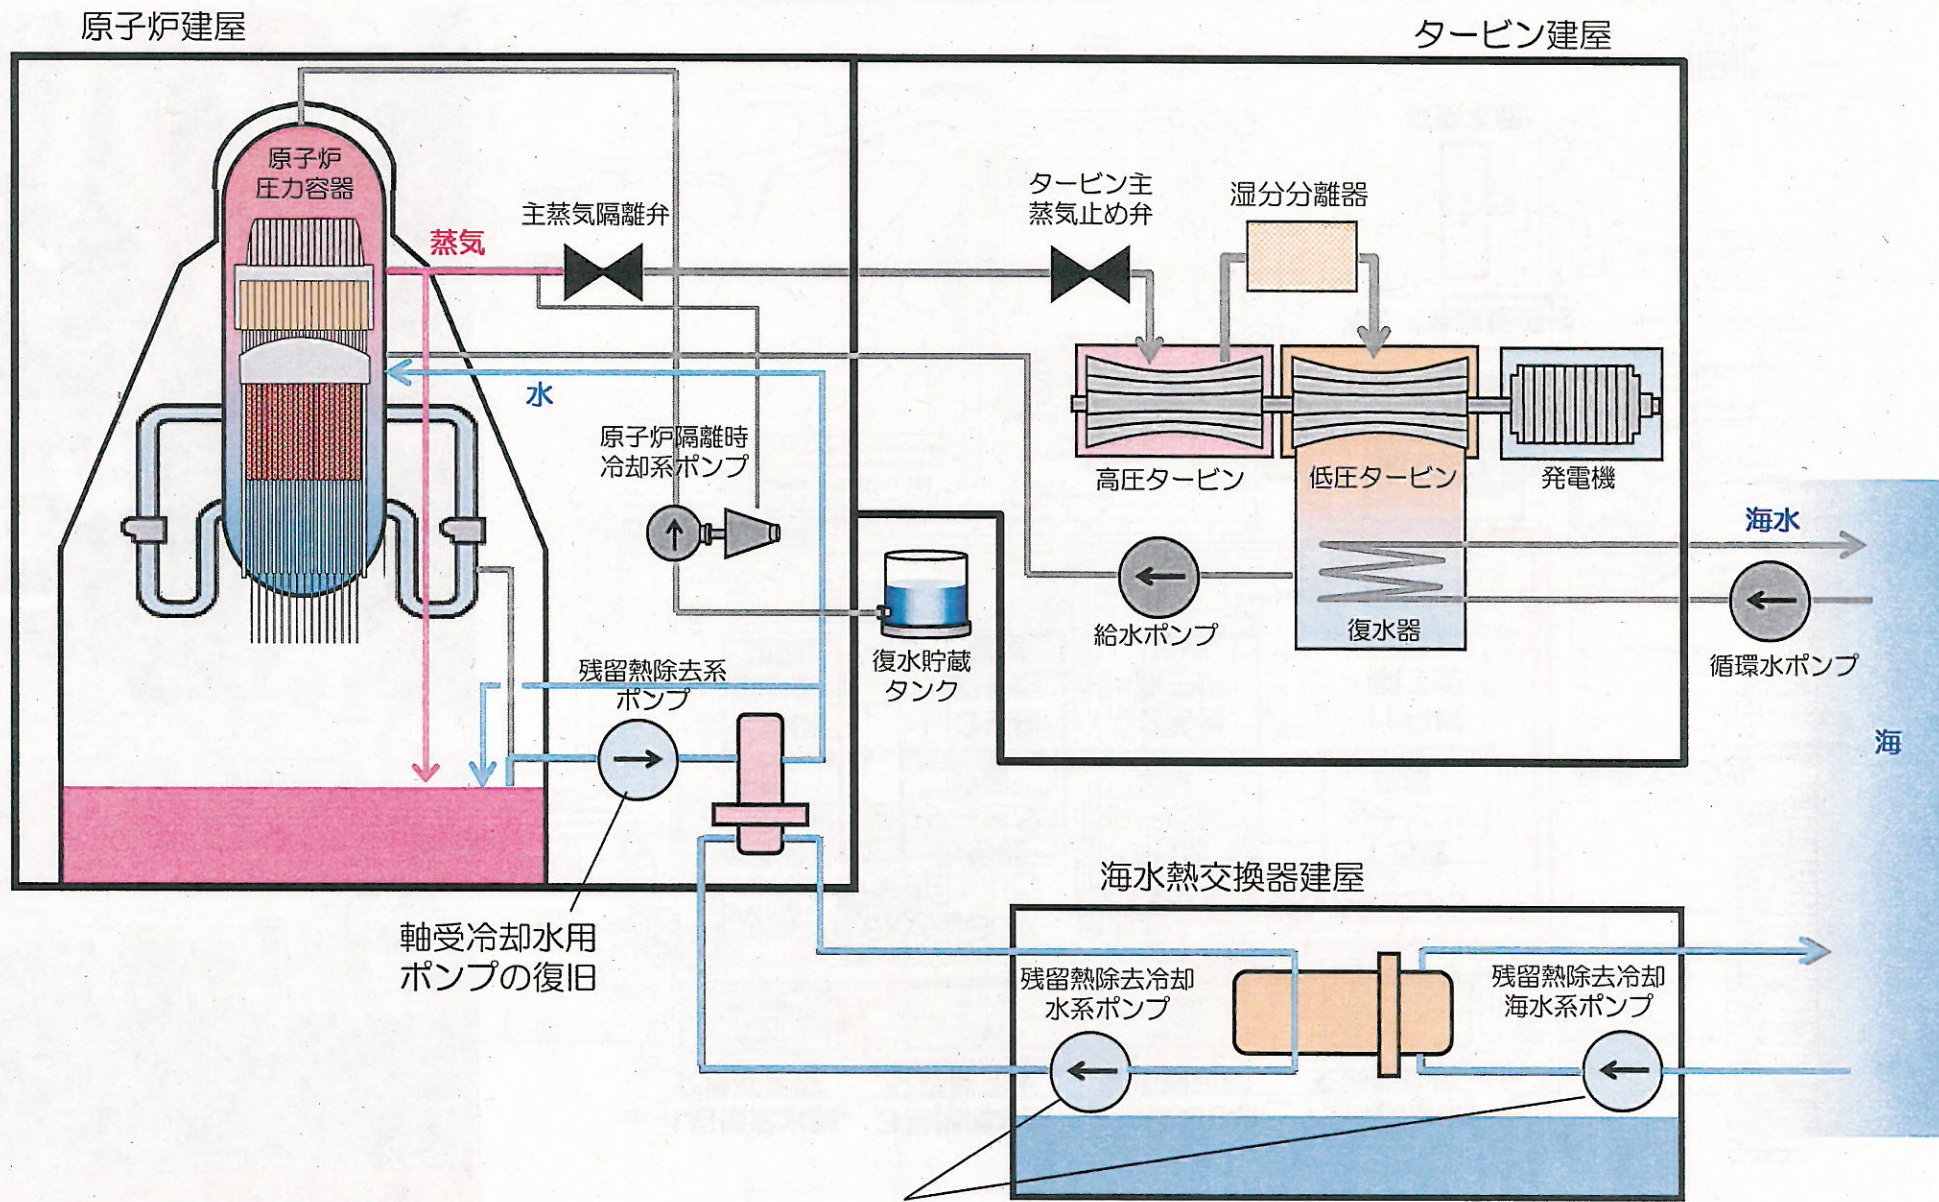 原子炉建屋
タービン建屋
原子炉
圧力容器
蒸気
主蒸気隔離弁
タービン主
蒸気止め弁
湿分分離器
水
原子炉隔離時
冷却系ポンプ
高圧タービン
低圧タービン
発電機
海水
給水ポンプ
復水器
循環水ポンプ
復水貯蔵
タンク
残留熱除去系
ポンプ
海
海水熱交換器建屋
軸受冷却水用
ポンプの復旧
残留熱除去冷却
水系ポンプ
残留熱除去冷却
海水系ポンプ